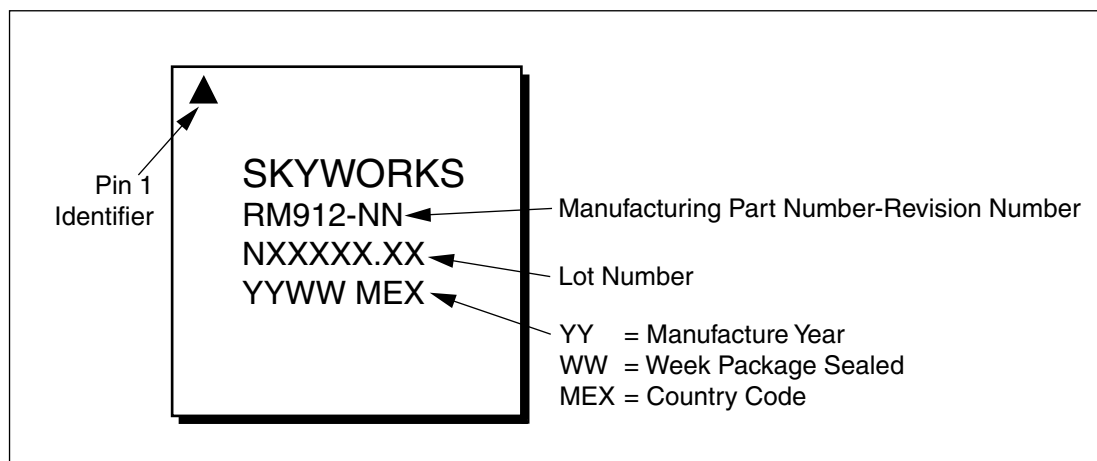 Pin 1
Identifier
SKYWORKS
RM912-NN
NXXXXX.XX
YYWW MEX
Manufacturing Part Number-Revision Number
Lot Number
YY = Manufacture Year
WW = Week Package Sealed
MEX = Country Code